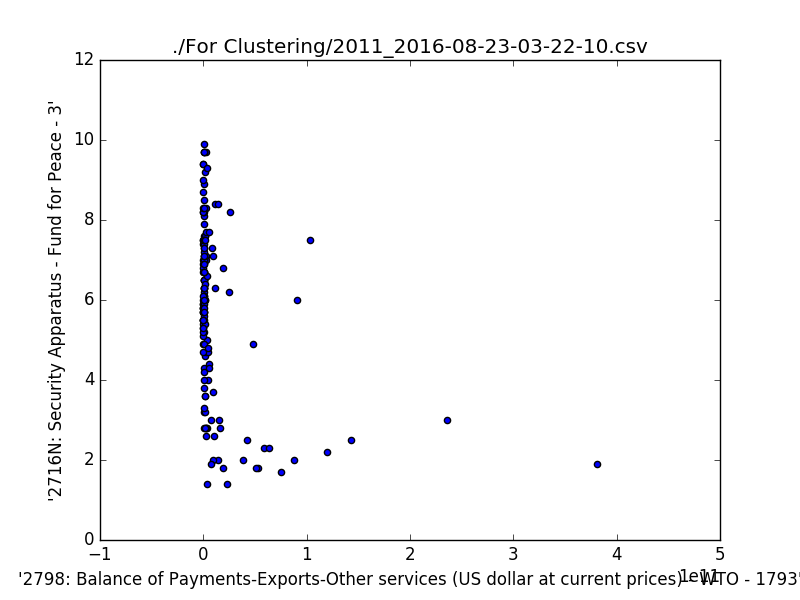 ./For Clustering/2011_2016-08-23-03-22-10.csv
12
10
8
6
4
2
0
'2716N: Security Apparatus - Fund for Peace - 3'
−1 0 1 2 3 4 5
1e11
'2798: Balance of Payments-Exports-Other services (US dollar at current prices) - WTO - 1793'